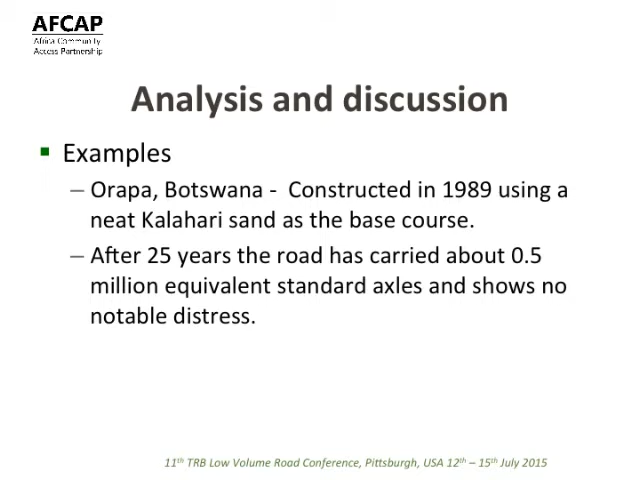 AFCAP
Africa Community
Access Partnership
Analysis and discussion
Examples
– Orapa, Botswana - Constructed in 1989 using a
neat Kalahari sand as the base course.
– After 25 years the road has carried about 0.5
million equivalent standard axles and shows no
notable distress.
11th TRB Low Volume Road Conference, Pittsburgh, USA 12th – 15th July 2015